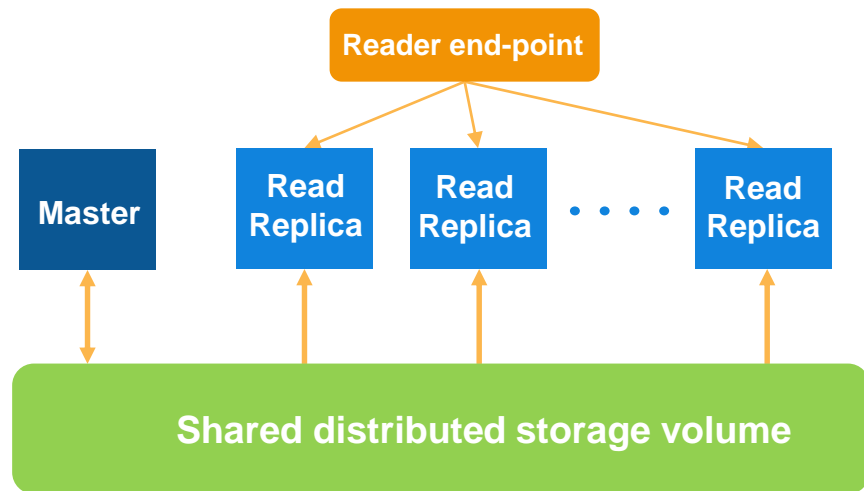 Reader end-point
Master
Read
Replica
Read
Replica
Read
Replica
Shared distributed storage volume